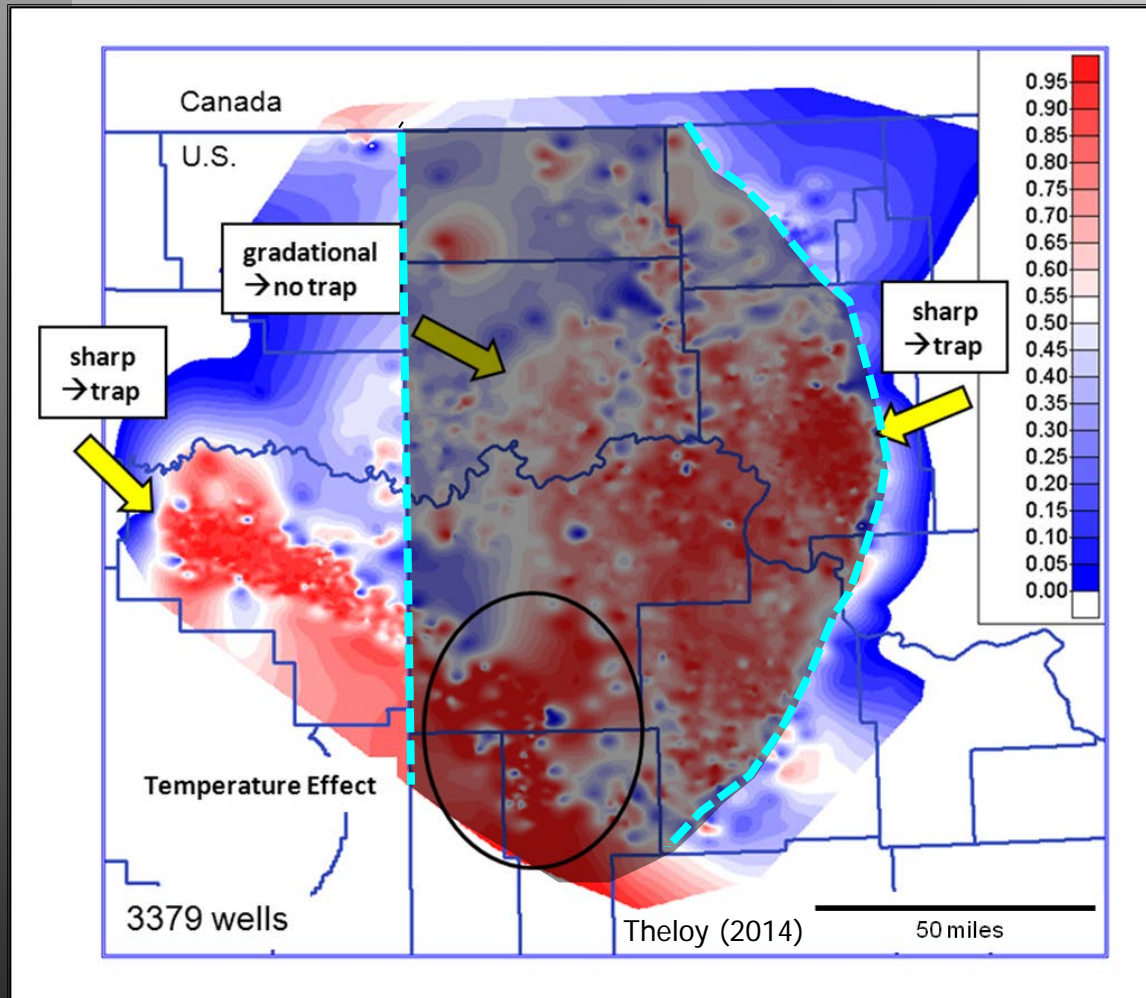 Canada
U.S.
gradational
→no trap
sharp
→trap
sharp
→trap
0.95
0.90
0.85
0.80
0.75
0.70
0.65
0.60
0.55
0.50
0.45
0.40
0.35
0.30
0.25
0.20
0.15
0.10
0.05
0.00
Temperature Effect
3379 wells
Theloy (2014)
50 miles